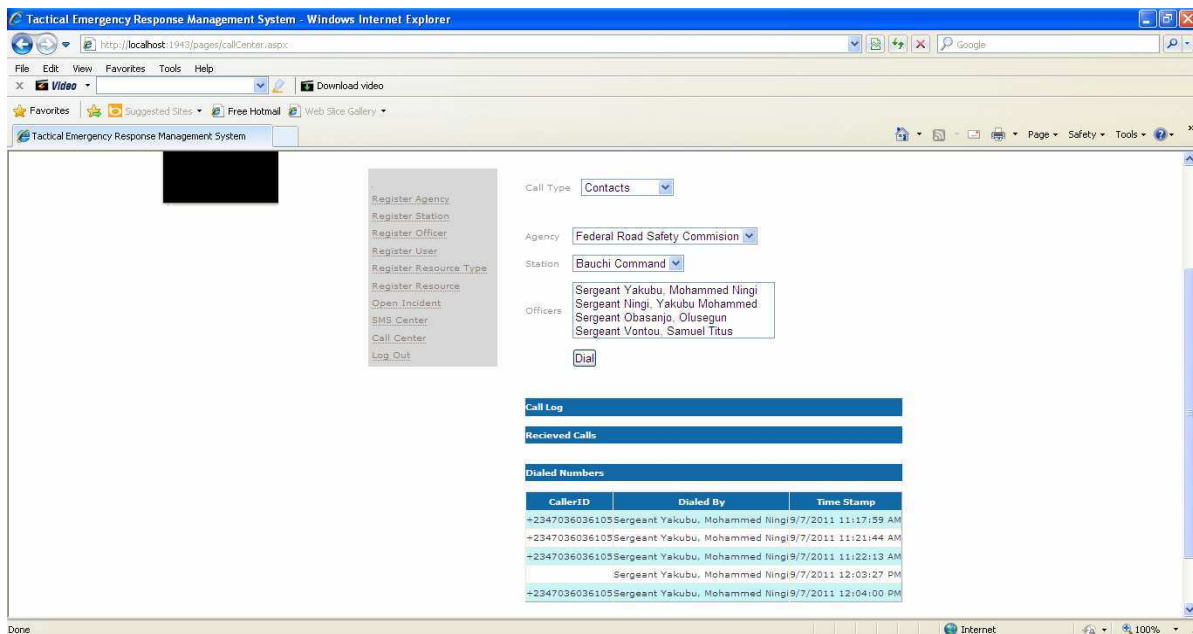 Tactical Emergency Response Management System - Windows Internet Explorer
http://localhost:1943/pages/callCenter.aspx
Google
File Edit View Favorites Tools Help
x Video Download video
Favorites Suggested Sites Free Hotmail Web Slice Gallery
Tactical Emergency Response Management System
Page Safety Tools
Register Agency
Register Station
Register Officer
Register User
Register Resource Type
Register Resource
Open Incident
SMS Center
Call Center
Log Out
Call Type Contacts
Agency Federal Road Safety Commision
Station Bauchi Command
Officers
Sergeant Yakubu, Mohammed Ningi
Sergeant Ningi, Yakubu Mohammed
Sergeant Obasanjo, Olusegun
Sergeant Vontou, Samuel Titus
Dial
Call Log
Recieved Calls
Dialed Numbers
CallerID Dialed By Time Stamp
+2347036036105 Sergeant Yakubu, Mohammed Ningi 9/7/2011 11:17:59 AM
+2347036036105 Sergeant Yakubu, Mohammed Ningi 9/7/2011 11:21:44 AM
+2347036036105 Sergeant Yakubu, Mohammed Ningi 9/7/2011 11:22:13 AM
Sergeant Yakubu, Mohammed Ningi 9/7/2011 12:03:27 PM
+2347036036105 Sergeant Yakubu, Mohammed Ningi 9/7/2011 12:04:00 PM
Done Internet 100%